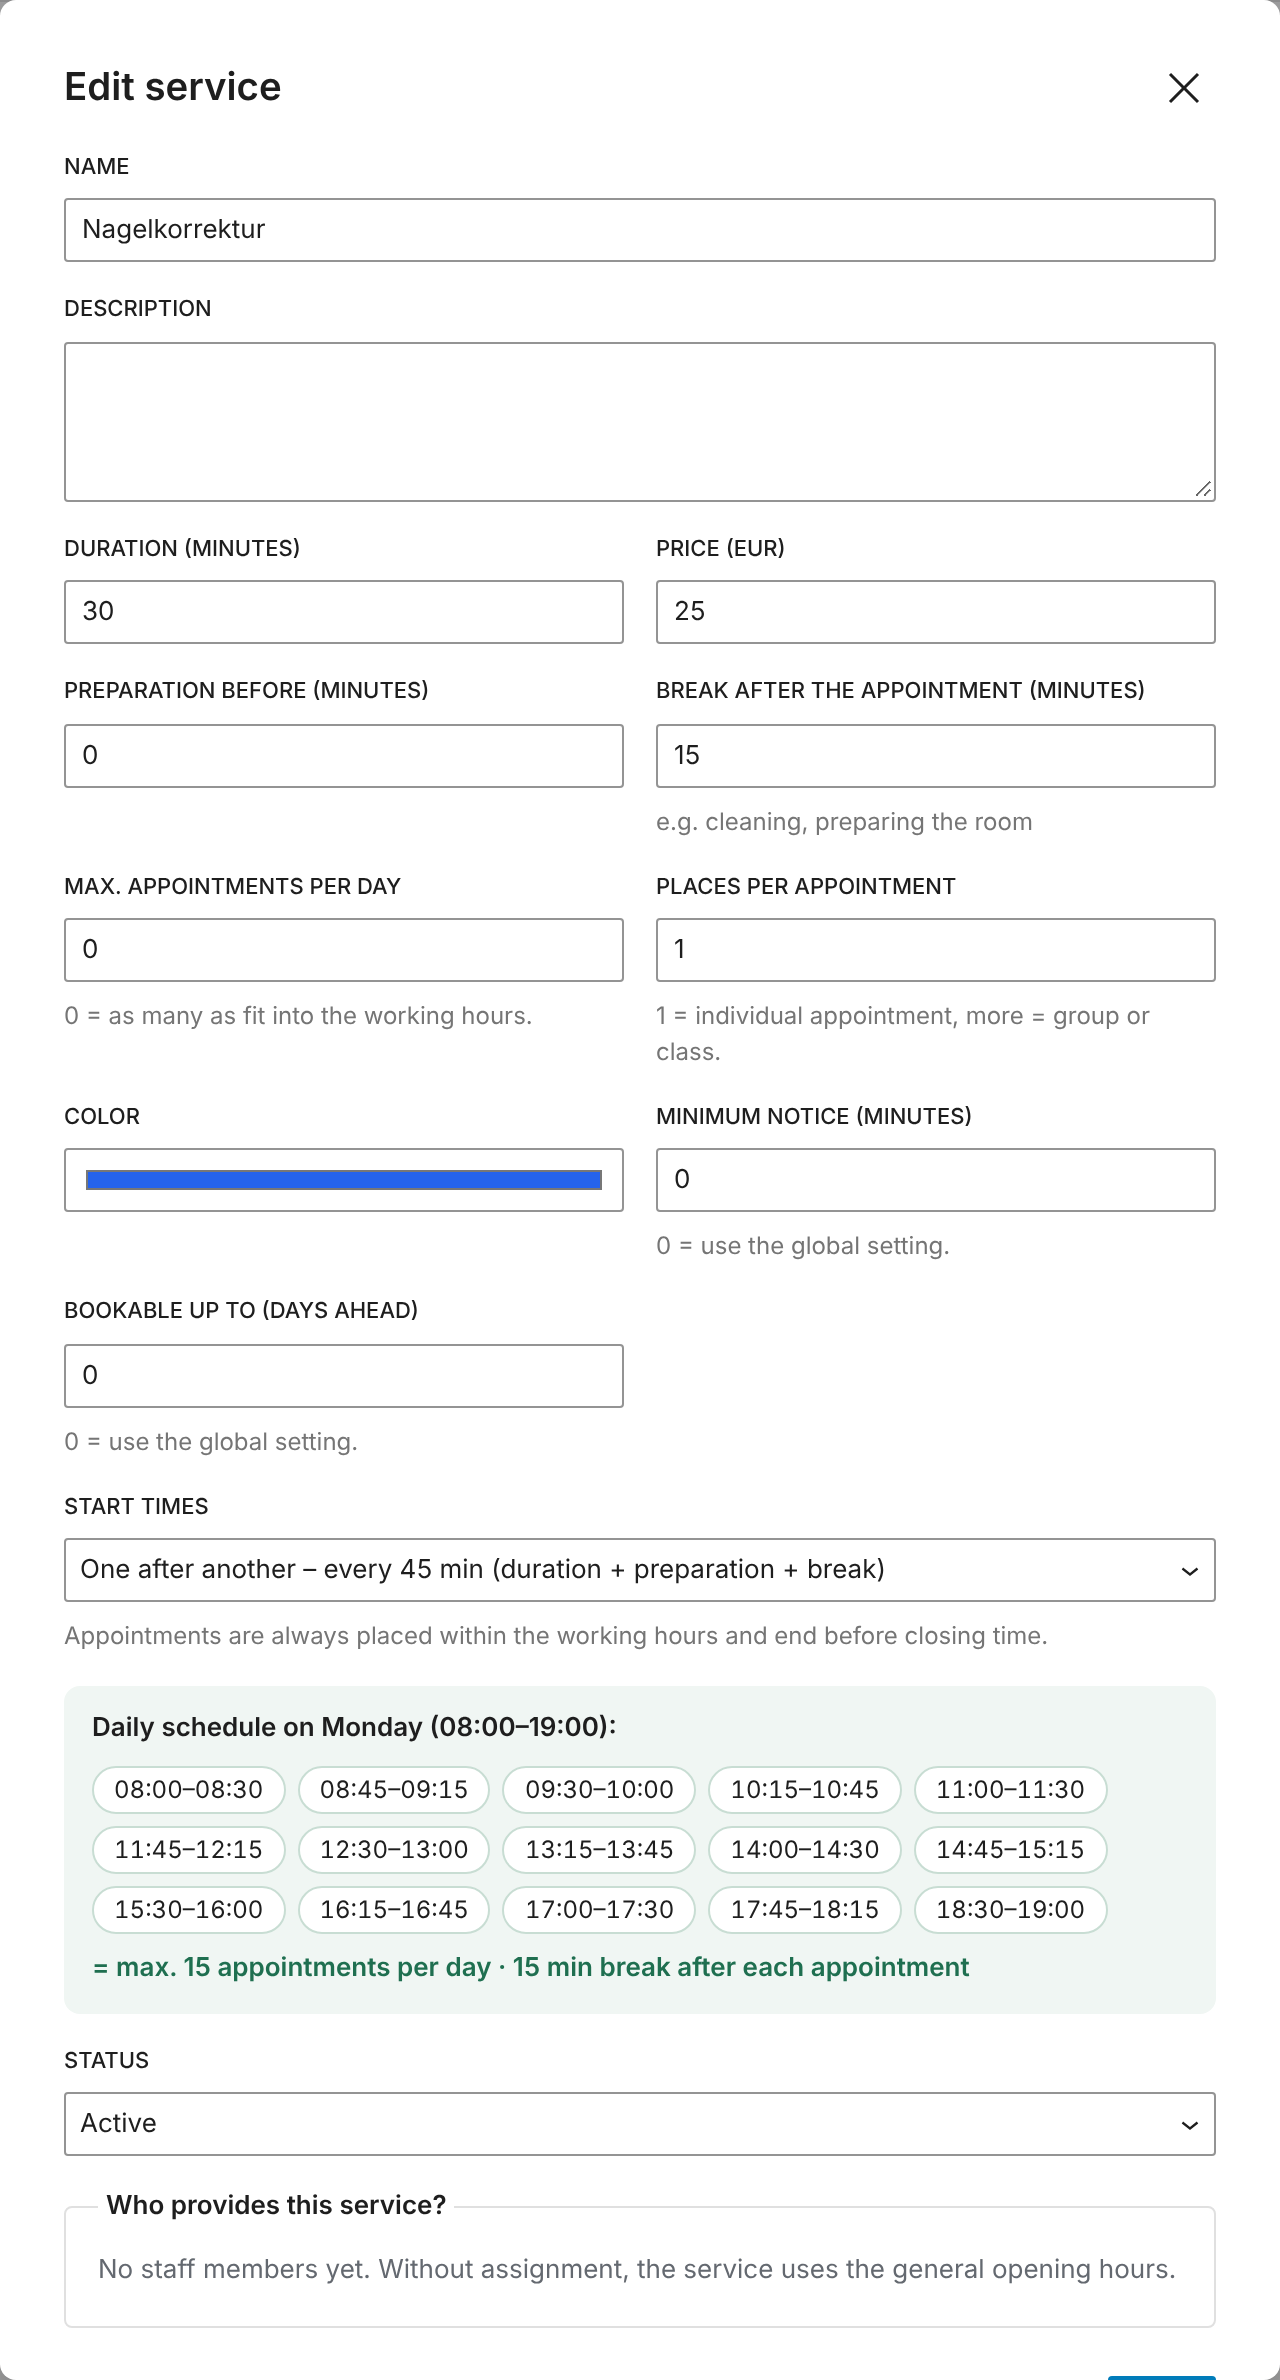 Edit service
NAME
Nagelkorrektur
DESCRIPTION
DURATION (MINUTES)
PRICE (EUR)
30
25
PREPARATION BEFORE (MINUTES)
BREAK AFTER THE APPOINTMENT (MINUTES)
0
15
e.g. cleaning, preparing the room
MAX. APPOINTMENTS PER DAY
PLACES PER APPOINTMENT
0
1
0 = as many as fit into the working hours.
1 = individual appointment, more = group or
class.
COLOR
MINIMUM NOTICE (MINUTES)
0
0 = use the global setting.
BOOKABLE UP TO (DAYS AHEAD)
0
0 = use the global setting.
START TIMES
One after another – every 45 min (duration + preparation + break)
Appointments are always placed within the working hours and end before closing time.
Daily schedule on Monday (08:00–19:00):
08:00–08:30 08:45–09:15 09:30–10:00 10:15–10:45 11:00–11:30
11:45–12:15 12:30–13:00 13:15–13:45 14:00–14:30 14:45–15:15
15:30–16:00 16:15–16:45 17:00–17:30 17:45–18:15 18:30–19:00
= max. 15 appointments per day · 15 min break after each appointment
STATUS
Active
Who provides this service?
No staff members yet. Without assignment, the service uses the general opening hours.